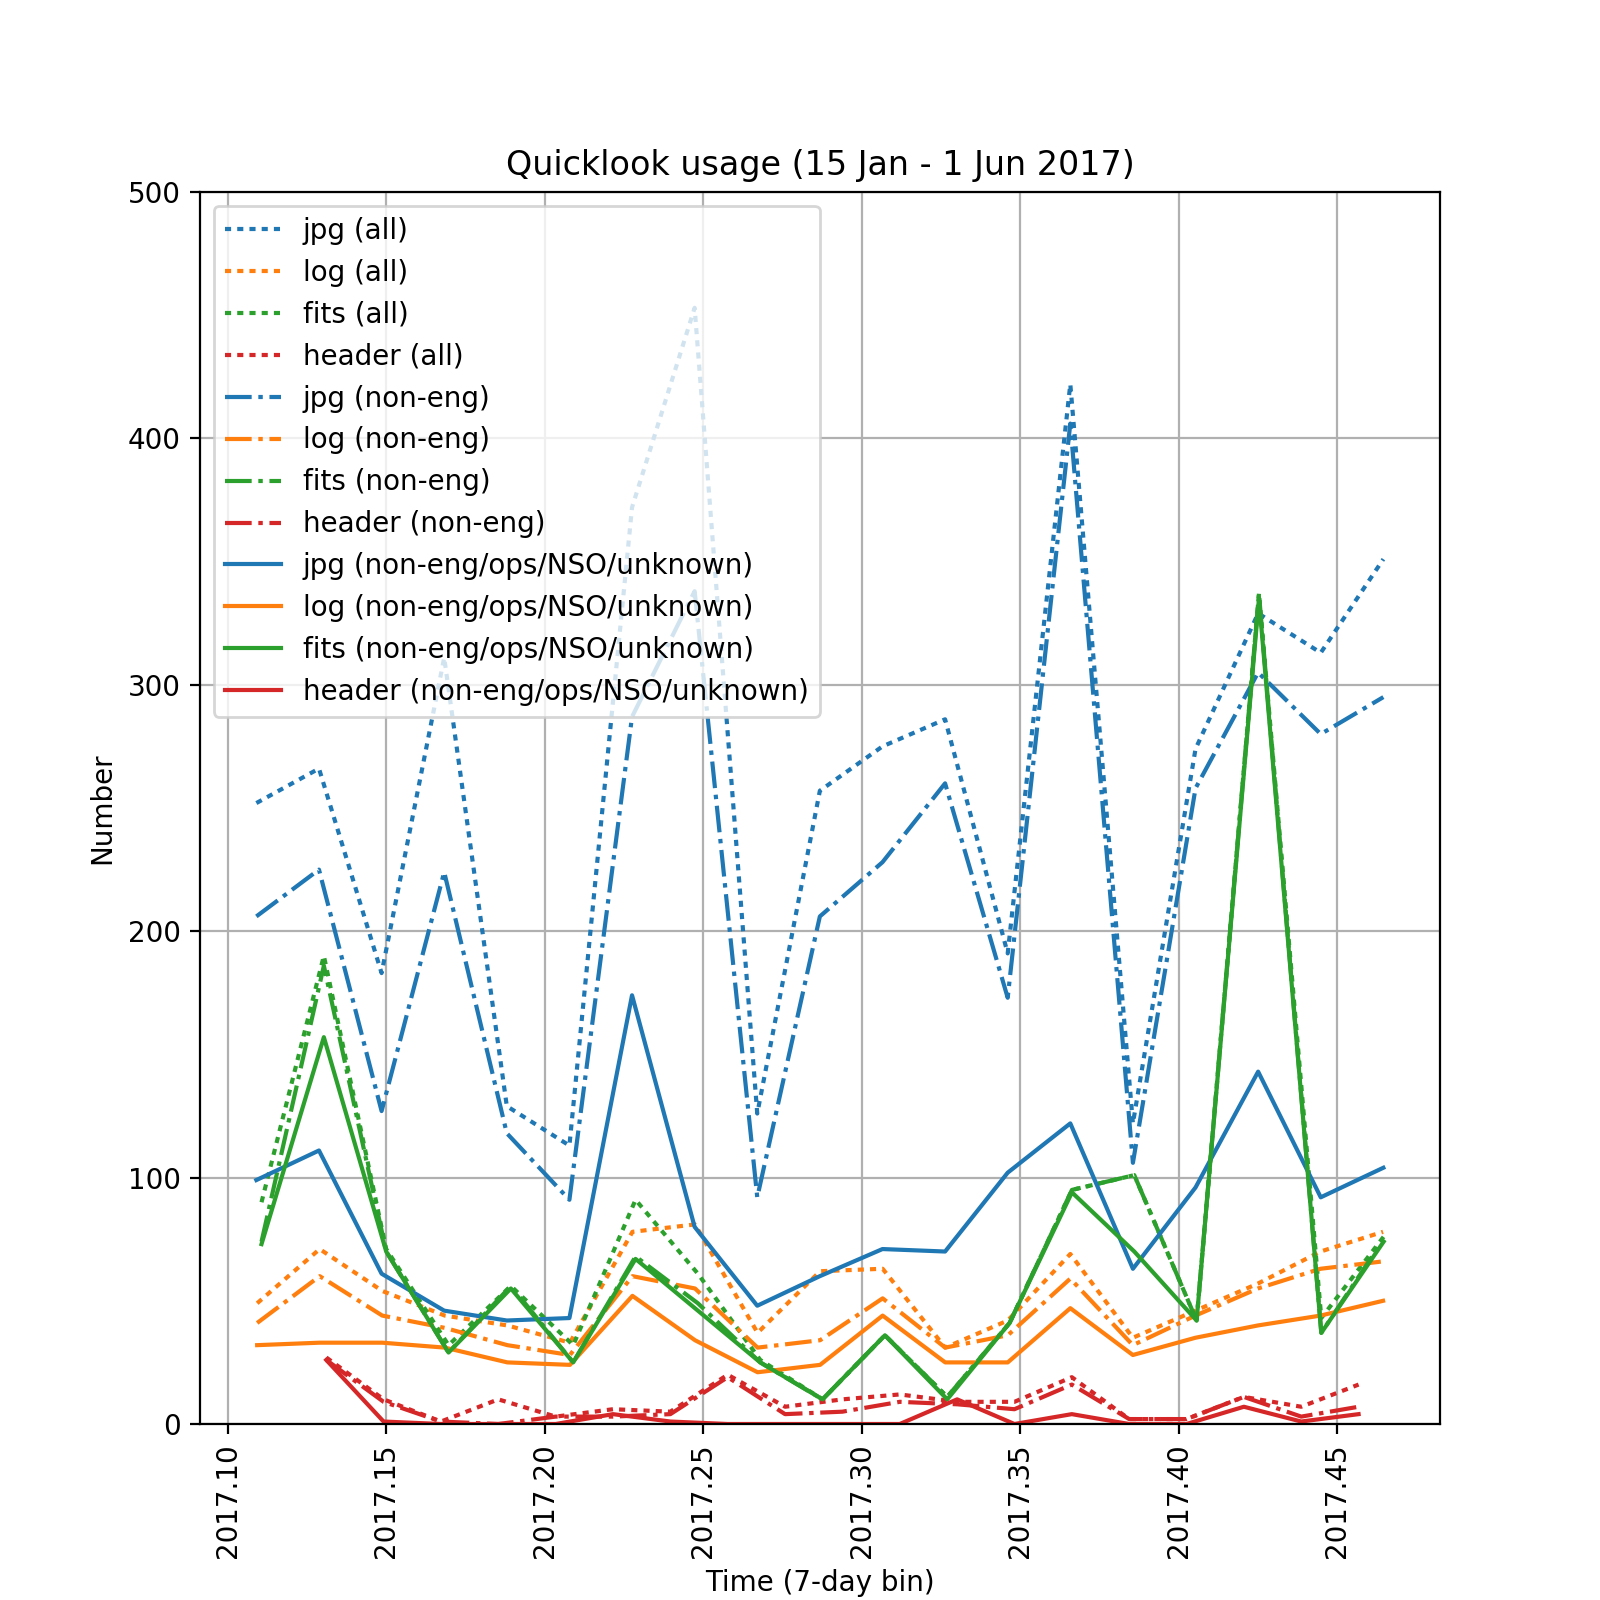 Quicklook usage (15 Jan - 1 Jun 2017)
500
400
300
200
100
0
Number
jpg (all)
log (all)
fits (all)
header (all)
jpg (non-eng)
log (non-eng)
fits (non-eng)
header (non-eng)
jpg (non-eng/ops/NSO/unknown)
log (non-eng/ops/NSO/unknown)
fits (non-eng/ops/NSO/unknown)
header (non-eng/ops/NSO/unknown)
2017.10
2017.15
2017.20
2017.25
2017.30
2017.35
2017.40
2017.45
Time (7-day bin)